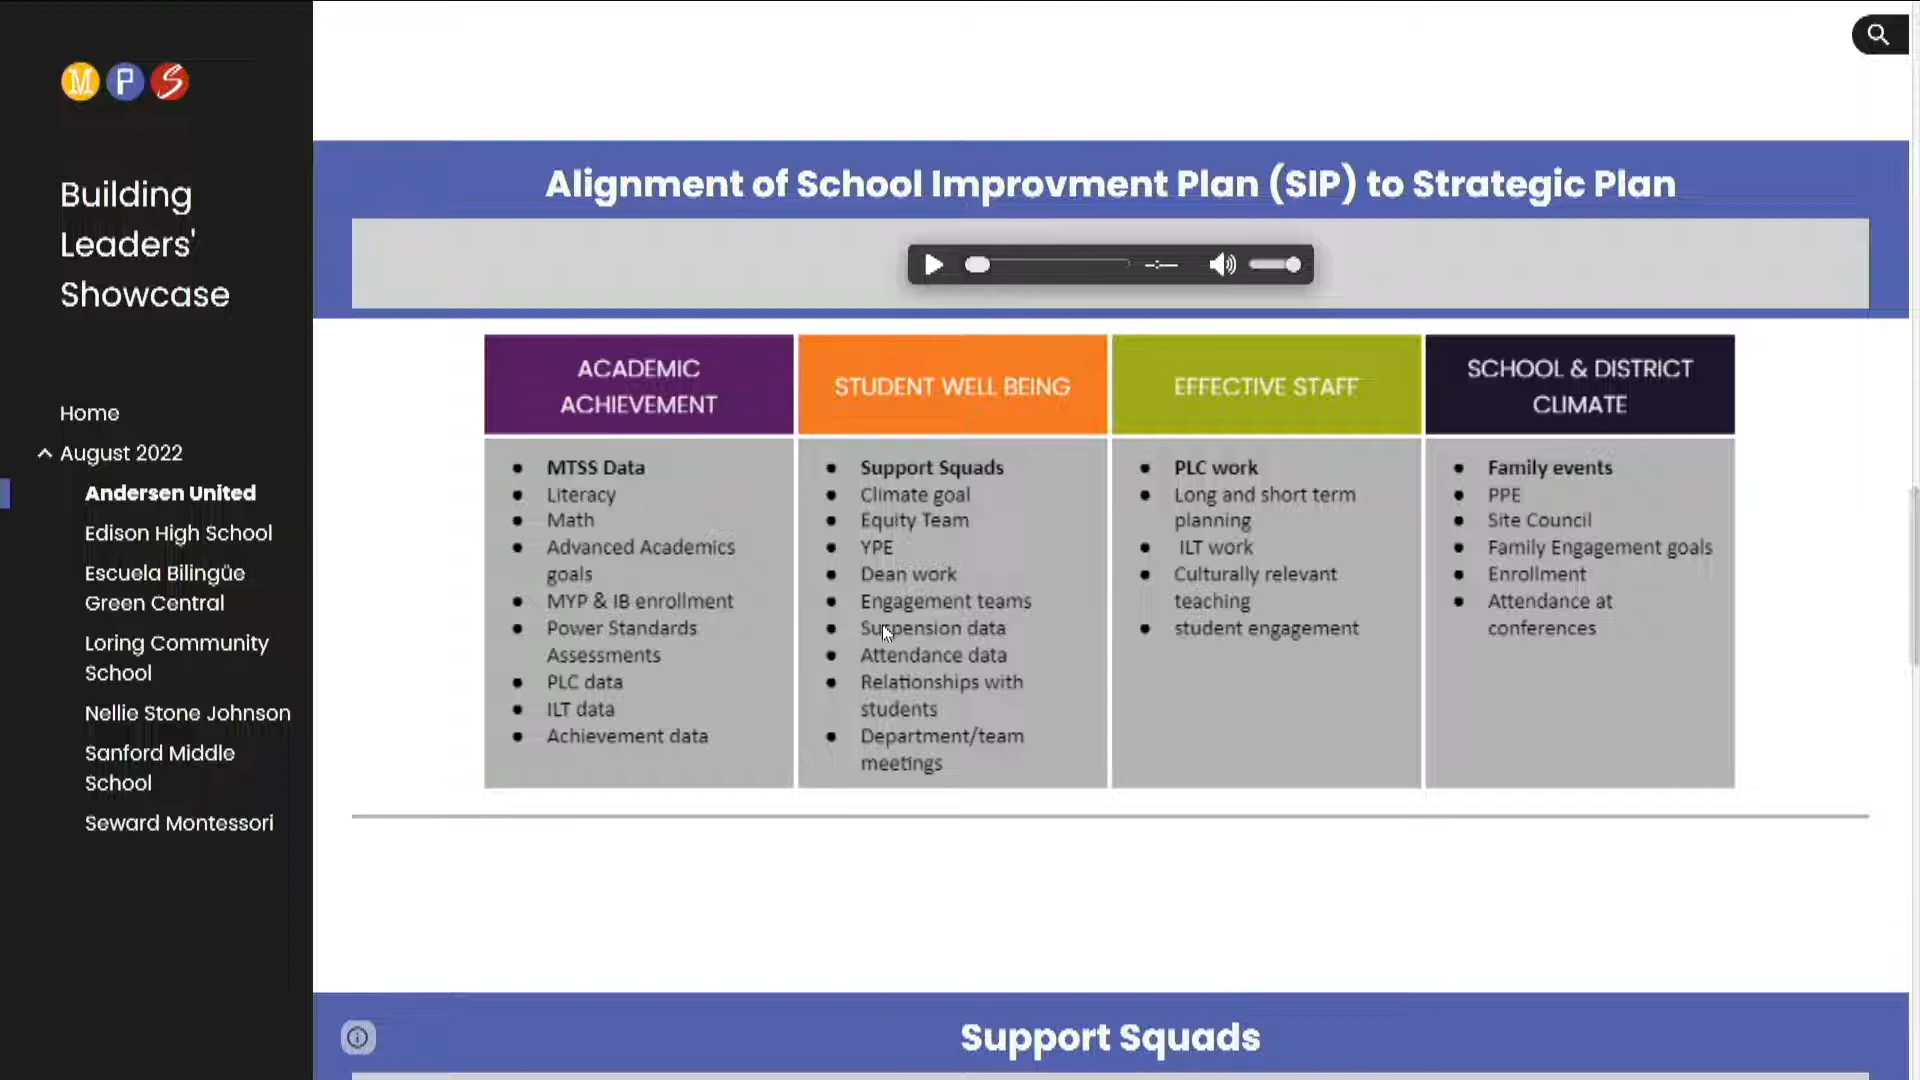 M P S
Building
Leaders'
Showcase
Home
August 2022
Andersen United
Edison High School
Escuela Bilingüe
Green Central
Loring Community
School
Nellie Stone Johnson
Sanford Middle
School
Seward Montessori
Alignment of School Improvment Plan (SIP) to Strategic Plan
ACADEMIC
ACHIEVEMENT
MTSS Data
Literacy
Math
Advanced Academics
goals
MYP & IB enrollment
Power Standards
Assessments
PLC data
ILT data
Achievement data
STUDENT WELL BEING
Support Squads
Climate goal
Equity Team
YPE
Dean work
Engagement teams
Suspension data
Attendance data
Relationships with
students
Department/team
meetings
EFFECTIVE STAFF
PLC work
Long and short term
planning
ILT work
Culturally relevant
teaching
student engagement
SCHOOL & DISTRICT
CLIMATE
Family events
PPE
Site Council
Family Engagement goals
Enrollment
Attendance at
conferences
Support Squads